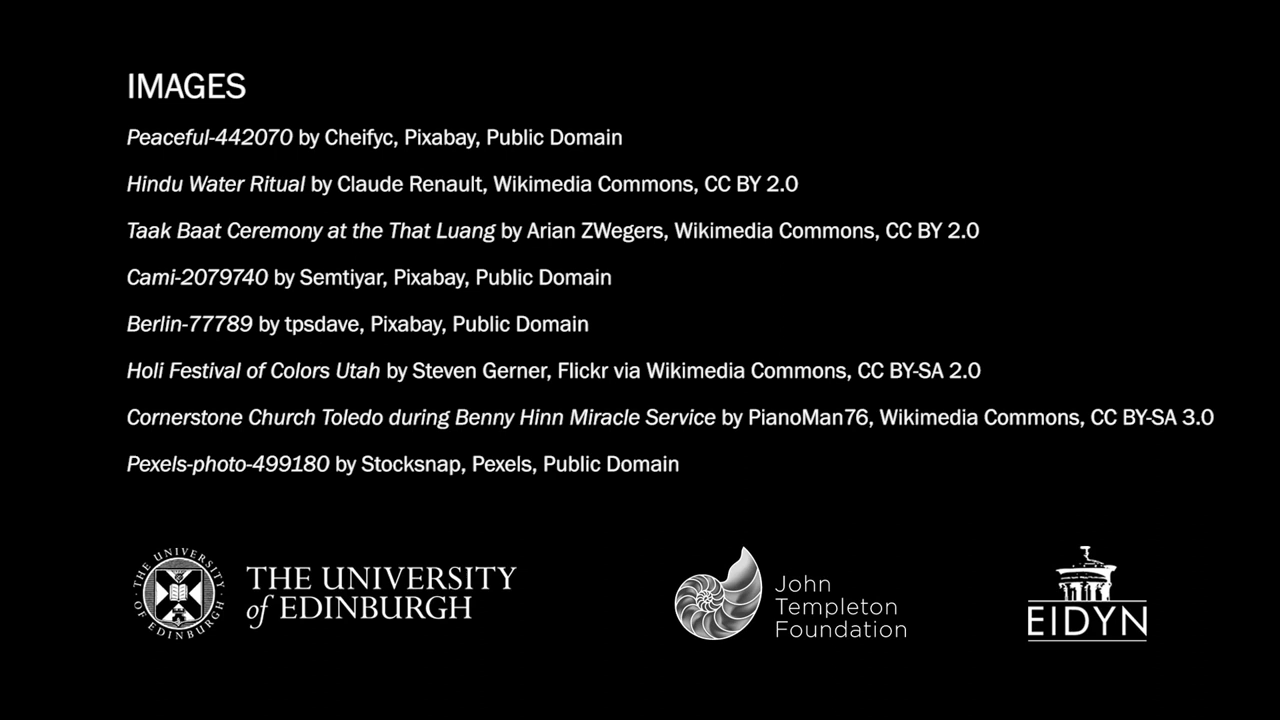 IMAGES
Peaceful-442070 by Cheifyc, Pixabay, Public Domain
Hindu Water Ritual by Claude Renault, Wikimedia Commons, CC BY 2.0
Taak Baat Ceremony at the That Luang by Arian ZWegers, Wikimedia Commons, CC BY 2.0
Cami-2079740 by Semtiyar, Pixabay, Public Domain
Berlin-77789 by tpsdave, Pixabay, Public Domain
Holi Festival of Colors Utah by Steven Gerner, Flickr via Wikimedia Commons, CC BY-SA 2.0
Cornerstone Church Toledo during Benny Hinn Miracle Service by PianoMan76, Wikimedia Commons, CC BY-SA 3.0
Pexels-photo-499180 by Stocksnap, Pexels, Public Domain
THE UNIVERSITY OF EDINBURGH
THE UNIVERSITY
of EDINBURGH
John
Templeton
Foundation
EIDYN